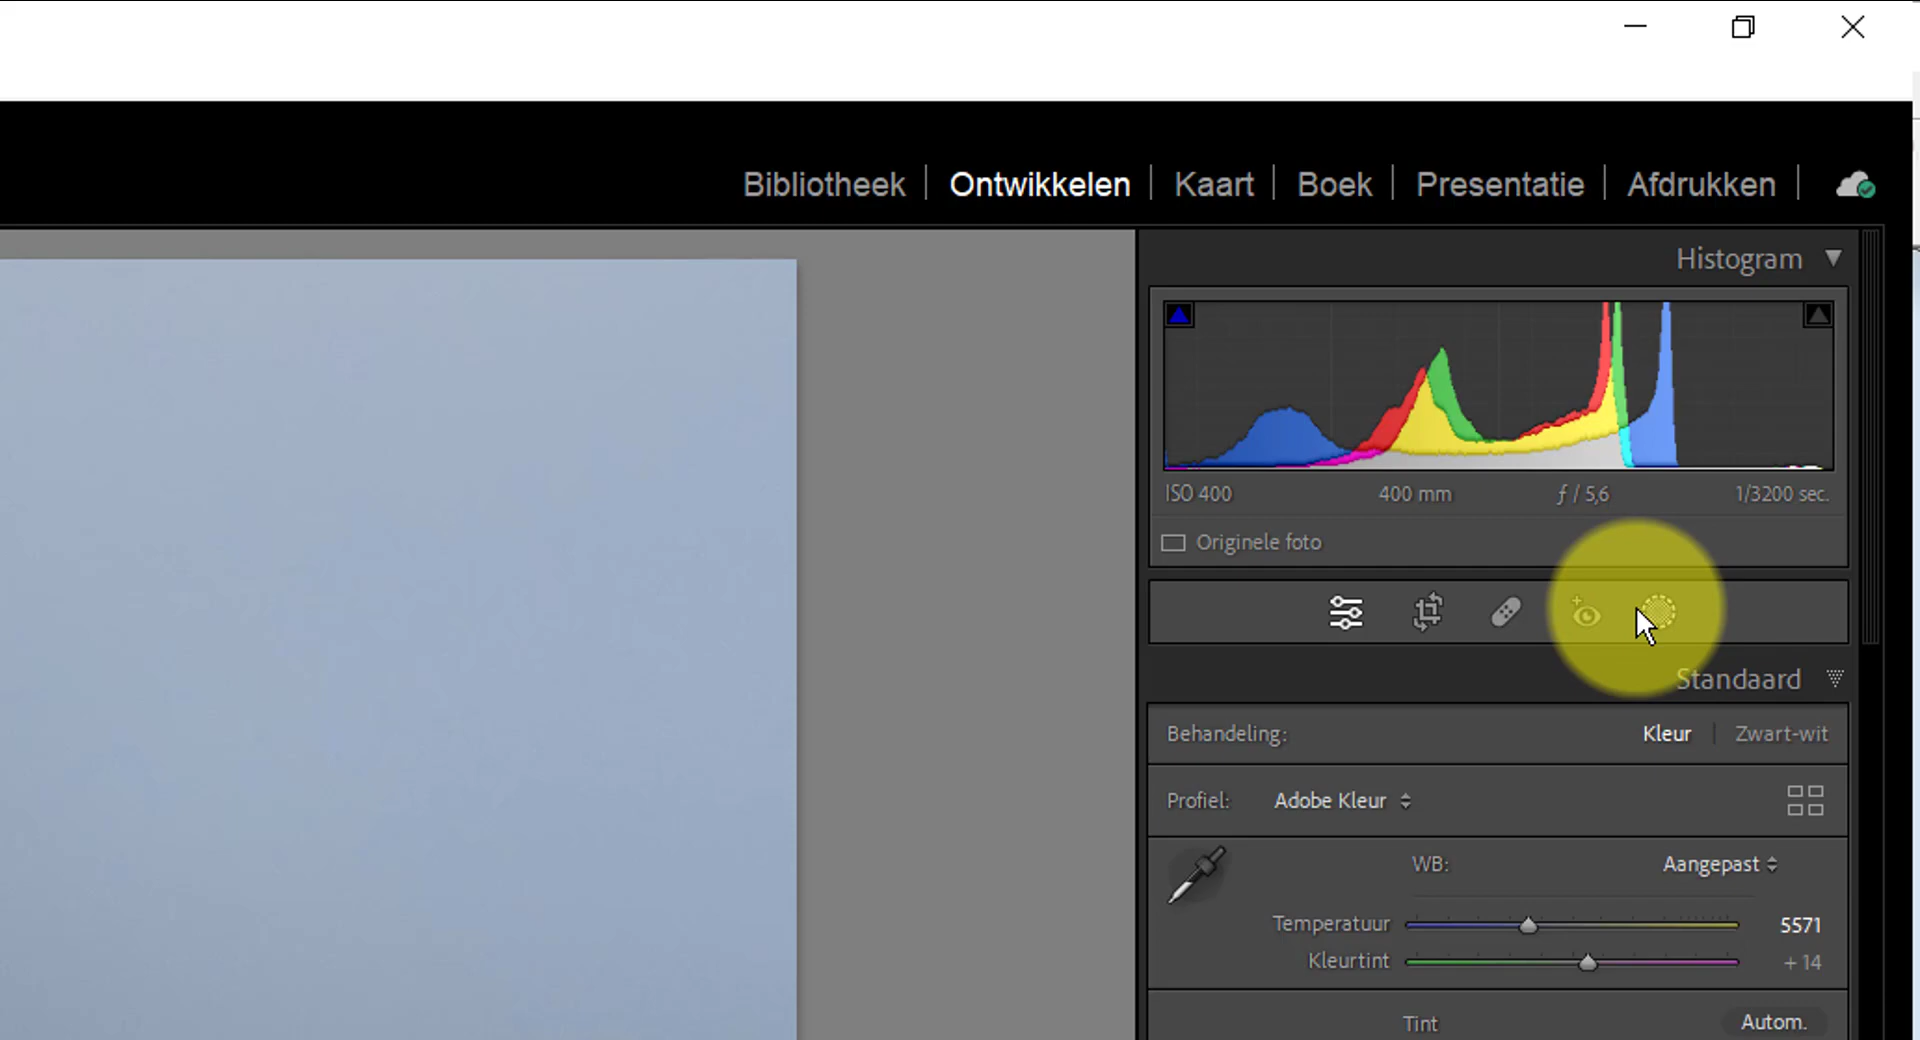 Bibliotheek | Ontwikkelen | Kaart | Boek | Presentatie | Afdrukken |
Histogram
ISO 400 400 mm ƒ / 5,6 1/3200 sec.
Originele foto
Standaard
Behandeling: Kleur | Zwart-wit
Profiel: Adobe Kleur
WB: Aangepast
Temperatuur 5571
Kleurtint + 14
Tint Autom.